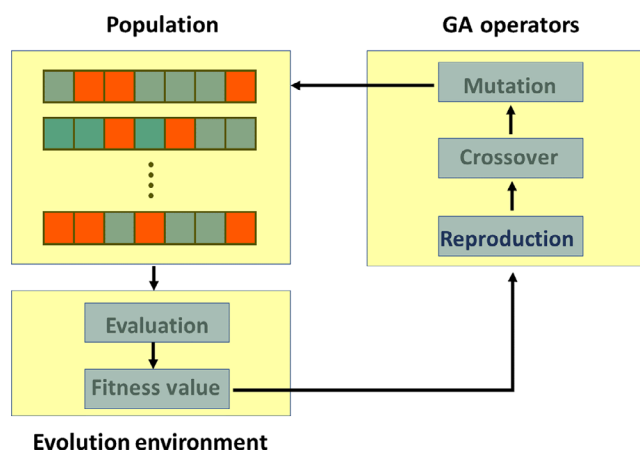 Population
GA operators
Mutation
Crossover
Reproduction
Evaluation
Fitness value
Evolution environment